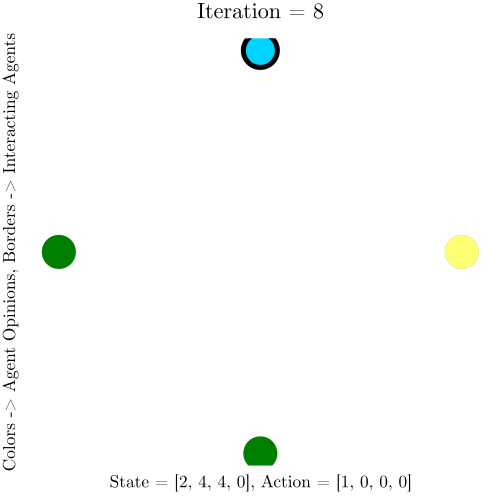 Iteration = 8
Colors -> Agent Opinions, Borders -> Interacting Agents
State = [2, 4, 4, 0], Action = [1, 0, 0, 0]